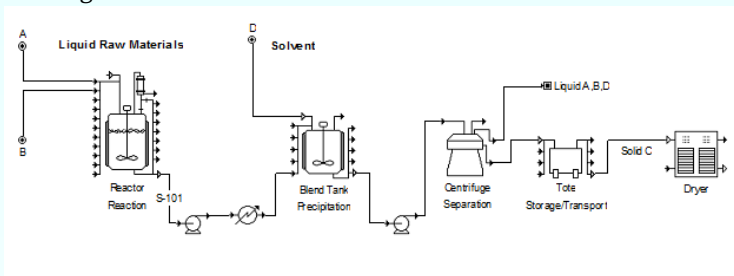 A
Liquid Raw Materials
D
Solvent
B
Reactor
Reaction
S-101
Blend Tank
Precipitation
Liquid A,B,D
Centrifuge
Separation
Tote
Storage/Transport
Solid C
Dryer